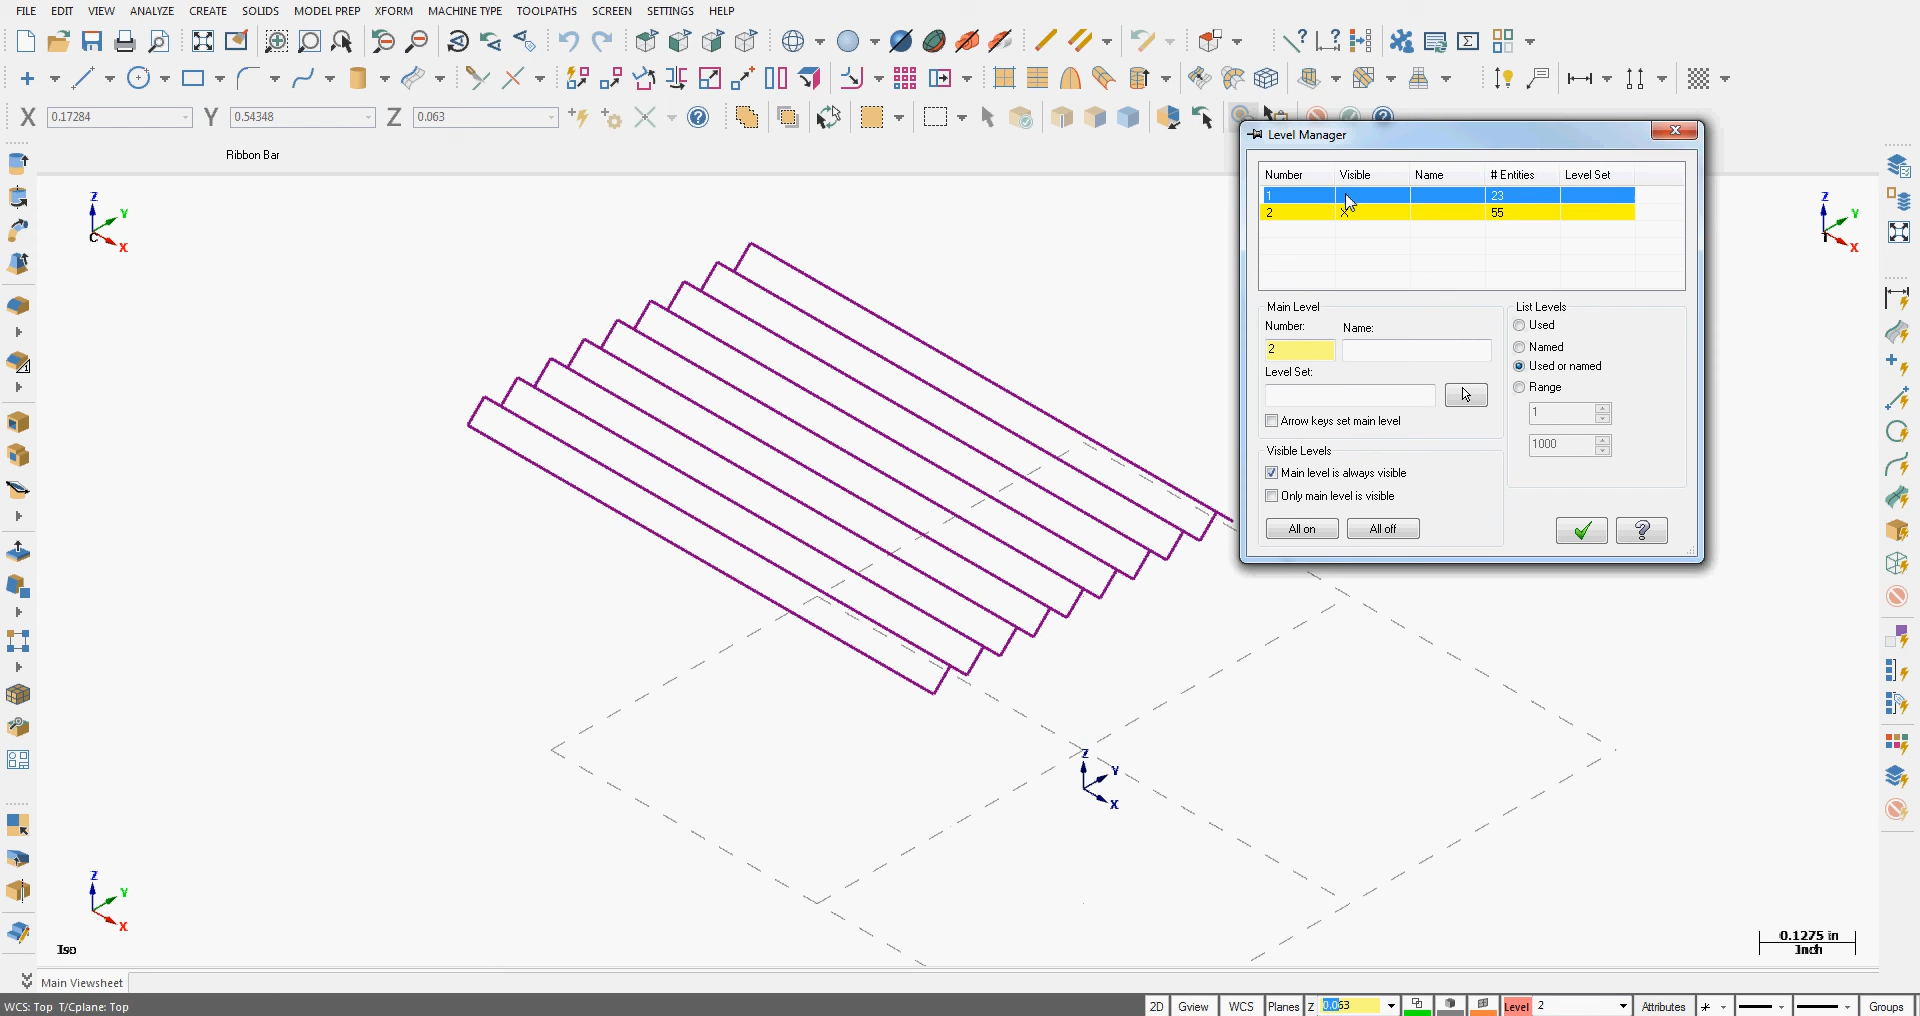 FILE EDIT VIEW ANALYZE CREATE SOLIDS MODEL PREP XFORM MACHINE TYPE TOOLPATHS SCREEN SETTINGS HELP
X 0.17284 Y 0.54348 Z 0.063
Ribbon Bar
Level Manager
Number Visible Name # Entities Level Set
1 23
2 X 55
Main Level
Number: Name:
2
Level Set:
Arrow keys set main level
Visible Levels
Main level is always visible
Only main level is visible
All on All off
List Levels
Used
Named
Used or named
Range
1
1000
Z Y X C
Z Y X T
Z Y X
Z Y X
Iso
0.1275 in
Inch
Main Viewsheet
WCS: Top T/Cplane: Top
2D Gview WCS Planes Z 0.063 Level 2 Attributes Groups